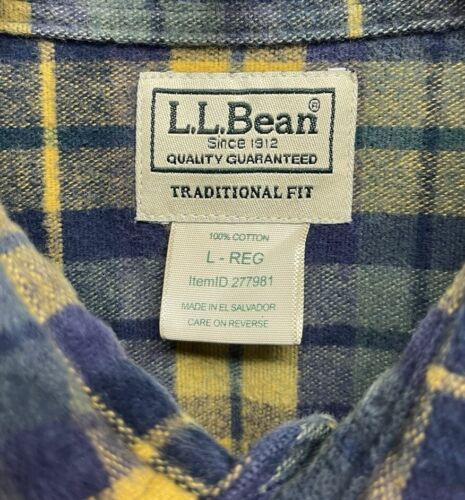 L.L.Bean®
Since 1912
QUALITY GUARANTEED
TRADITIONAL FIT
100% COTTON
L - REG
ItemID 277981
MADE IN EL SALVADOR
CARE ON REVERSE